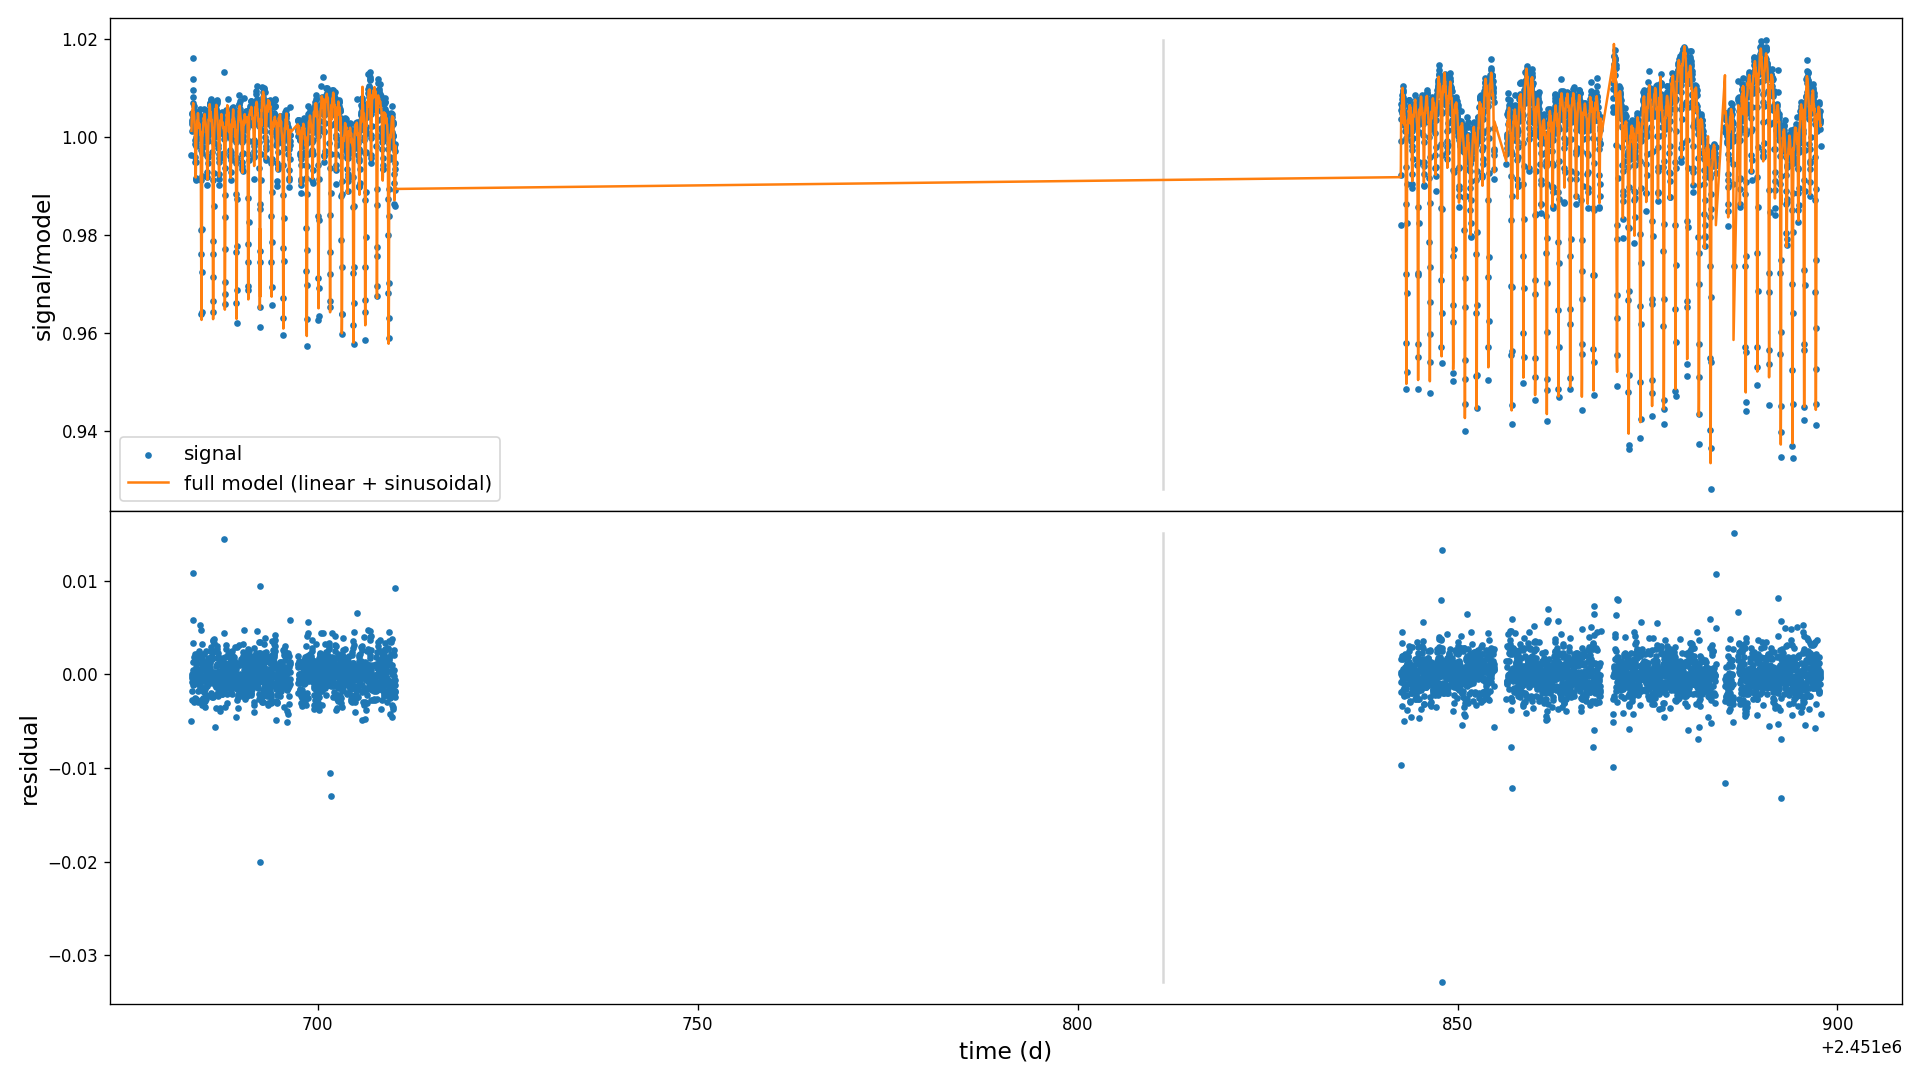 1.02
1.00
0.98
0.96
0.94
signal/model
signal
full model (linear + sinusoidal)
0.01
0.00
−0.01
−0.02
−0.03
residual
700
750
800
850
900
time (d)
+2.451e6